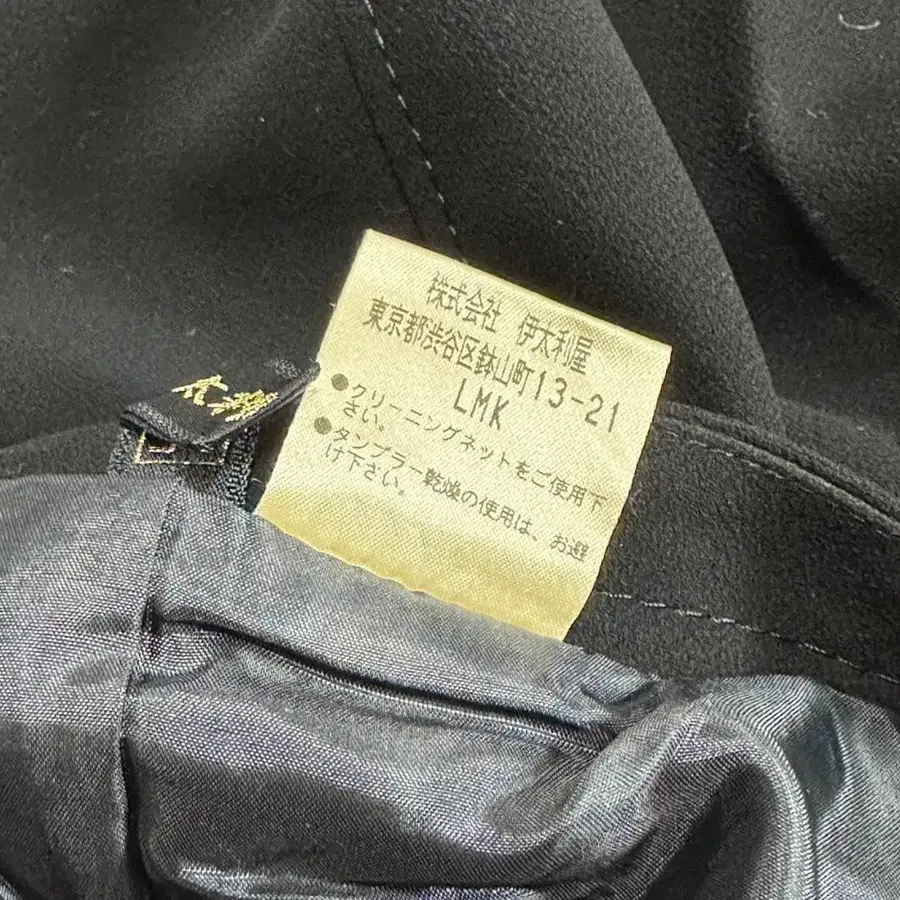 株式会社 伊太利屋
東京都渋谷区鉢山町13-21
LMK
●クリーニングネットをご使用下
さい。
●タンブラー乾燥の使用は、お避
け下さい。